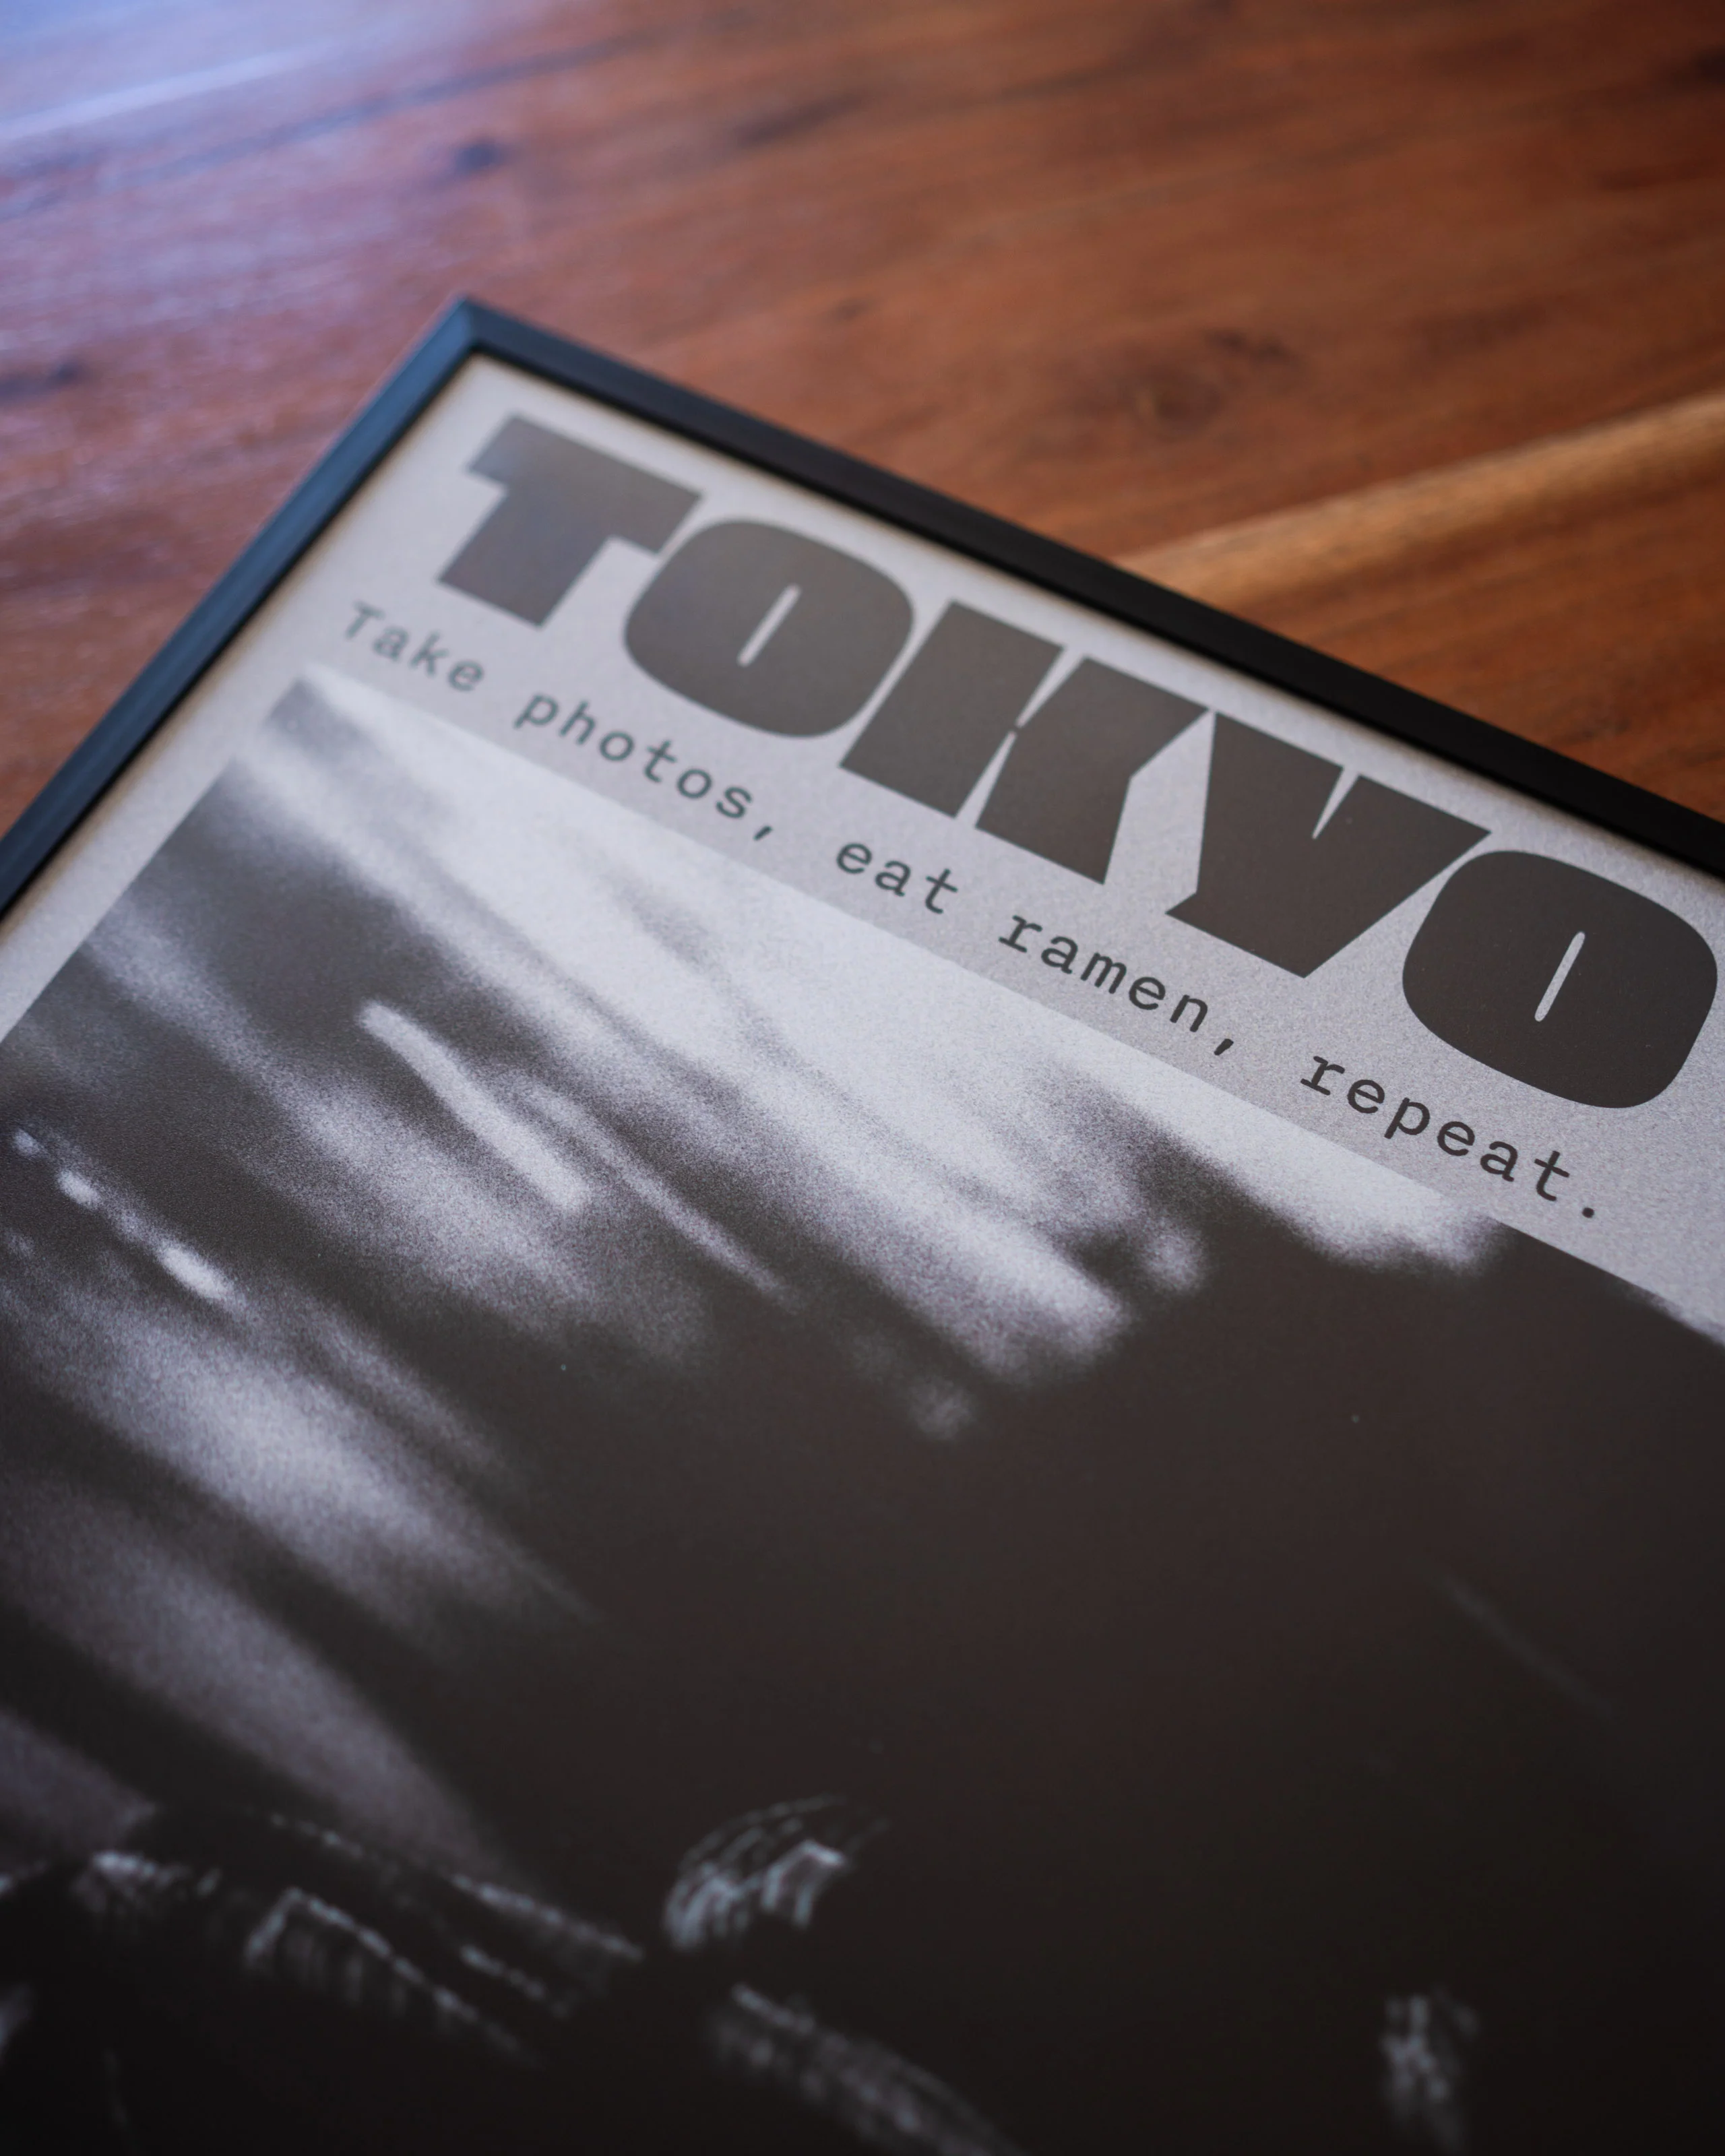 TOKYO
Take photos, eat ramen, repeat.